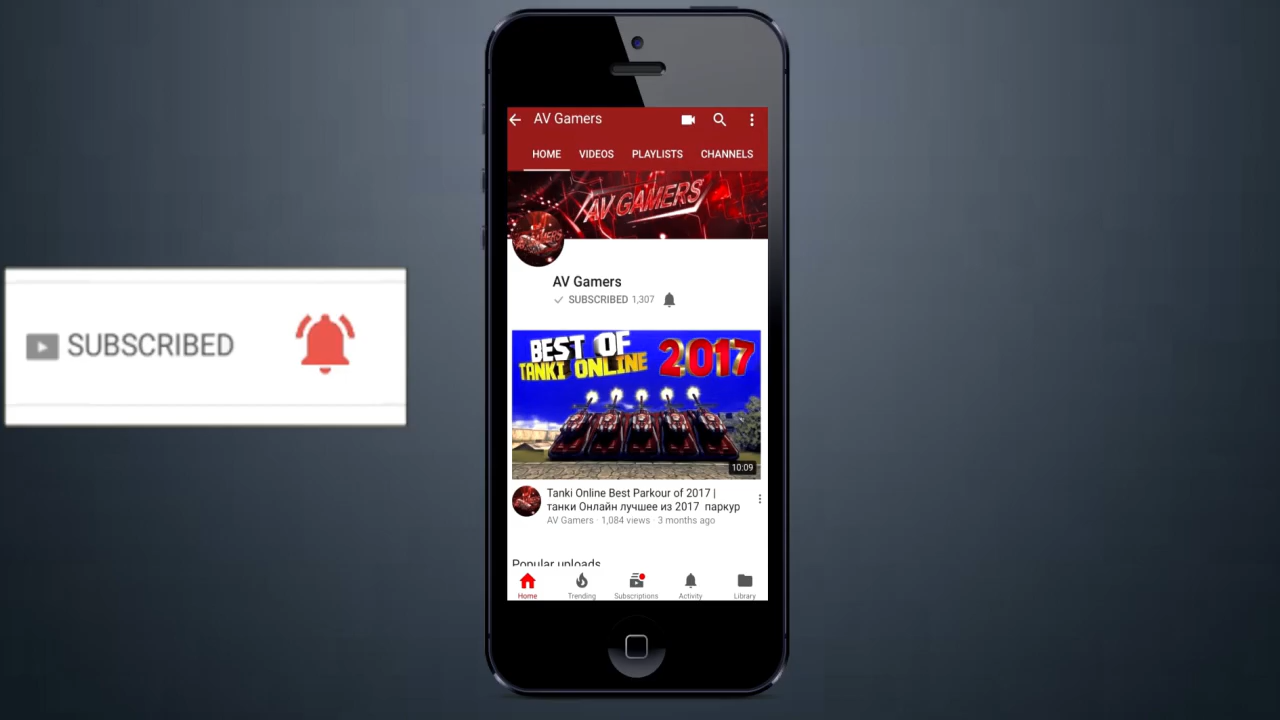 AV Gamers
HOME VIDEOS PLAYLISTS CHANNELS
AV GAMERS
AV GAMERS
AV Gamers
SUBSCRIBED 1,307
SUBSCRIBED
BEST OF
TANKI ONLINE
2017
10:09
Tanki Online Best Parkour of 2017 |
танки Онлайн лучшее из 2017 паркур
AV Gamers · 1,084 views · 3 months ago
Popular uploads
Home Trending Subscriptions Activity Library